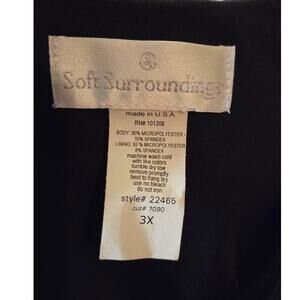 Soft Surroundings
made in U.S.A.
RN# 101206
BODY: 90% MICROPOLYESTER -
10% SPANDEX
LINING: 92 % MICROPOLYESTER
8% SPANDEX
machine wash cold
with like colors
tumble dry low
remove promptly
best to hang dry
use no bleach
do not iron
style# 22465
cut# 7090
3X